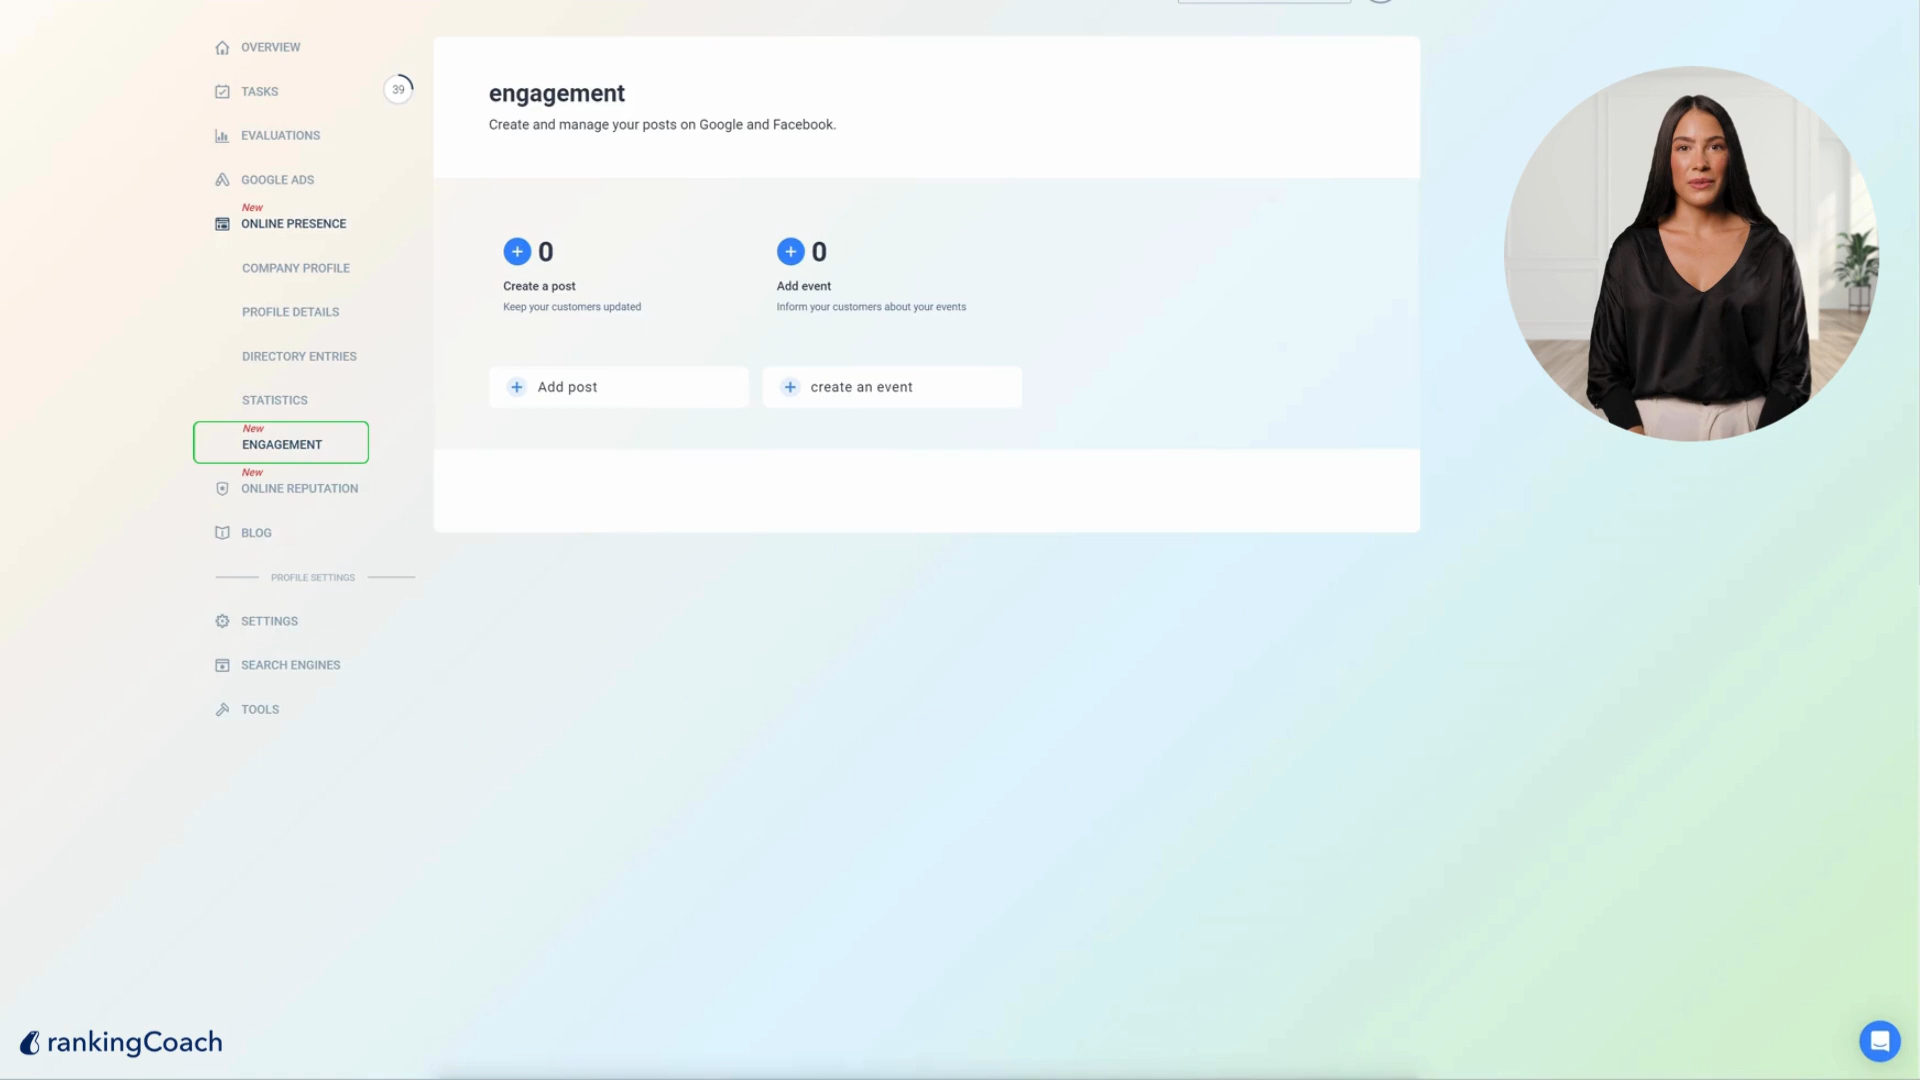 OVERVIEW
TASKS
39
EVALUATIONS
GOOGLE ADS
New
ONLINE PRESENCE
COMPANY PROFILE
PROFILE DETAILS
DIRECTORY ENTRIES
STATISTICS
New
ENGAGEMENT
New
ONLINE REPUTATION
BLOG
PROFILE SETTINGS
SETTINGS
SEARCH ENGINES
TOOLS
engagement
Create and manage your posts on Google and Facebook.
0
Create a post
Keep your customers updated
0
Add event
Inform your customers about your events
Add post
create an event
rankingCoach